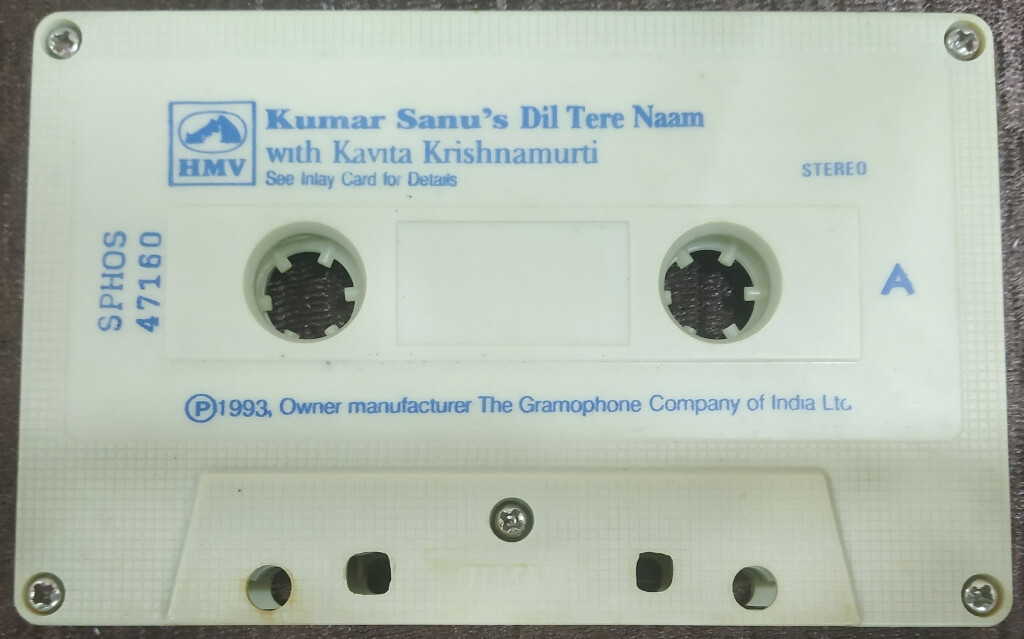 HMV
Kumar Sanu's Dil Tere Naam
with Kavita Krishnamurti
See Inlay Card for Details
STEREO
SPHOS
47160
A
Ⓟ1993, Owner manufacturer The Gramophone Company of India Ltd